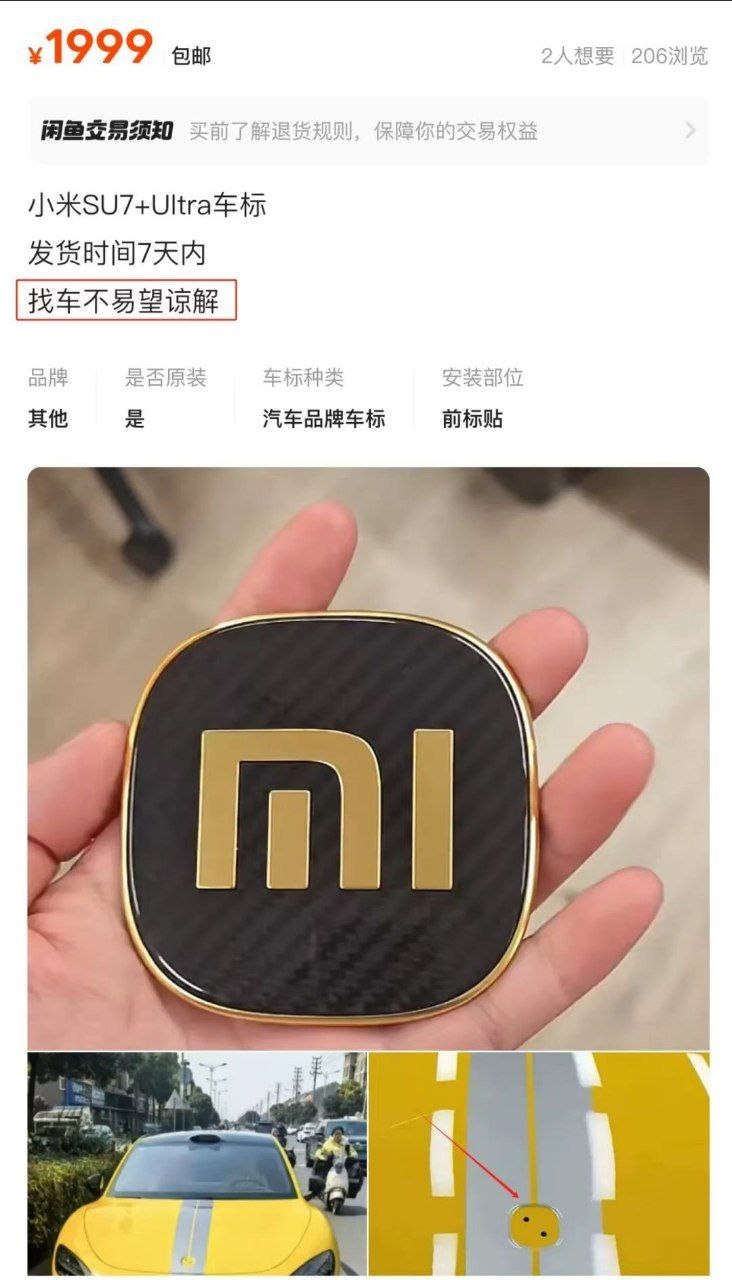 ¥1999 包邮 2人想要 206浏览
闲鱼交易须知 买前了解退货规则，保障你的交易权益
小米SU7+Ultra车标
发货时间7天内
找车不易望谅解
品牌 是否原装 车标种类 安装部位
其他 是 汽车品牌车标 前标贴
mi